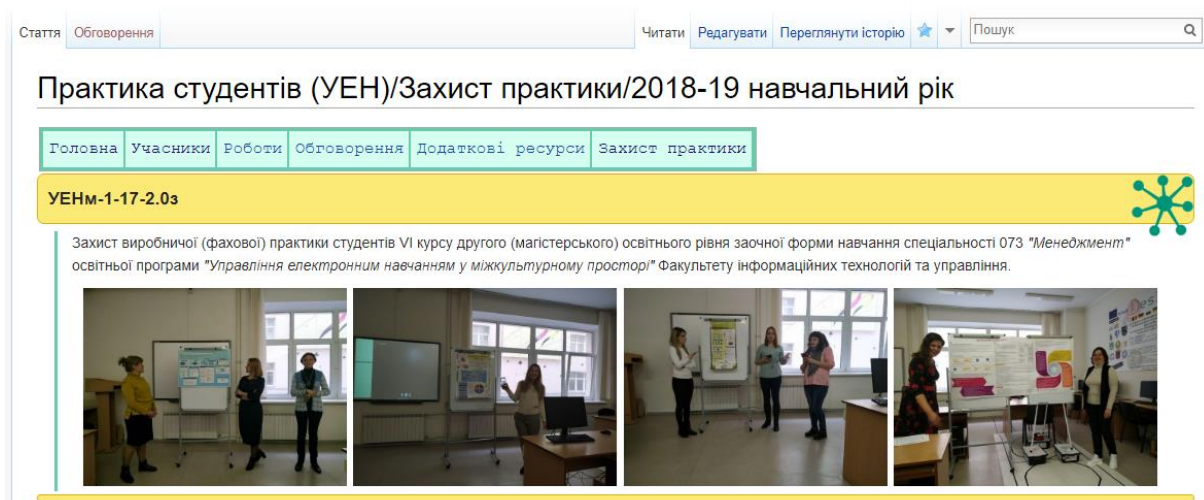 Стаття Обговорення Читати Редагувати Переглянути історію Пошук
Практика студентів (УЕН)/Захист практики/2018-19 навчальний рік
Головна Учасники Роботи Обговорення Додаткові ресурси Захист практики
УЕНм-1-17-2.0з
Захист виробничої (фахової) практики студентів VI курсу другого (магістерського) освітнього рівня заочної форми навчання спеціальності 073 "Менеджмент"
освітньої програми "Управління електронним навчанням у міжкультурному просторі" Факультету інформаційних технологій та управління.